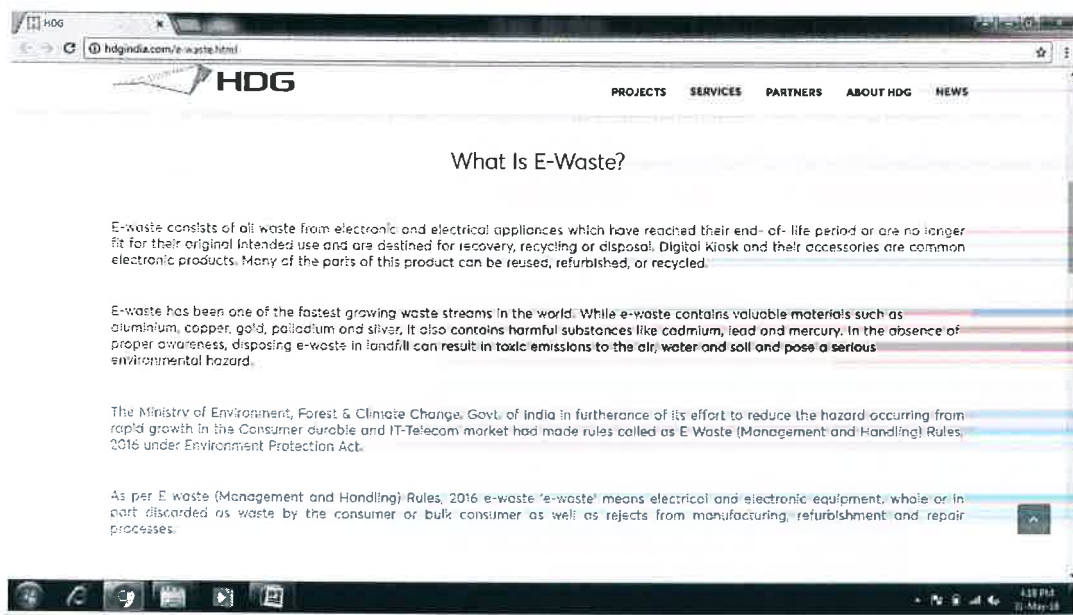 HDG
hdgindia.com/e-waste.html
HDG
PROJECTS SERVICES PARTNERS ABOUT HDG NEWS
What Is E-Waste?
E-waste consists of all waste from electronic and electrical appliances which have reached their end- of- life period or are no longer
fit for their original intended use and are destined for recovery, recycling or disposal. Digital Kiosk and their accessories are common
electronic products. Many of the parts of this product can be reused, refurbished, or recycled.
E-waste has been one of the fastest growing waste streams in the world. While e-waste contains valuable materials such as
aluminium, copper, gold, palladium and silver, it also contains harmful substances like cadmium, lead and mercury. In the absence of
proper awareness, disposing e-waste in landfill can result in toxic emissions to the air, water and soil and pose a serious
environmental hazard.
The Ministry of Environment, Forest & Climate Change, Govt. of India in furtherance of its effort to reduce the hazard occurring from
rapid growth in the Consumer durable and IT-Telecom market had made rules called as E Waste (Management and Handling) Rules,
2016 under Environment Protection Act.
As per E waste (Management and Handling) Rules, 2016 e-waste 'e-waste' means electrical and electronic equipment, whole or in
part discarded as waste by the consumer or bulk consumer as well as rejects from manufacturing, refurbishment and repair
processes.